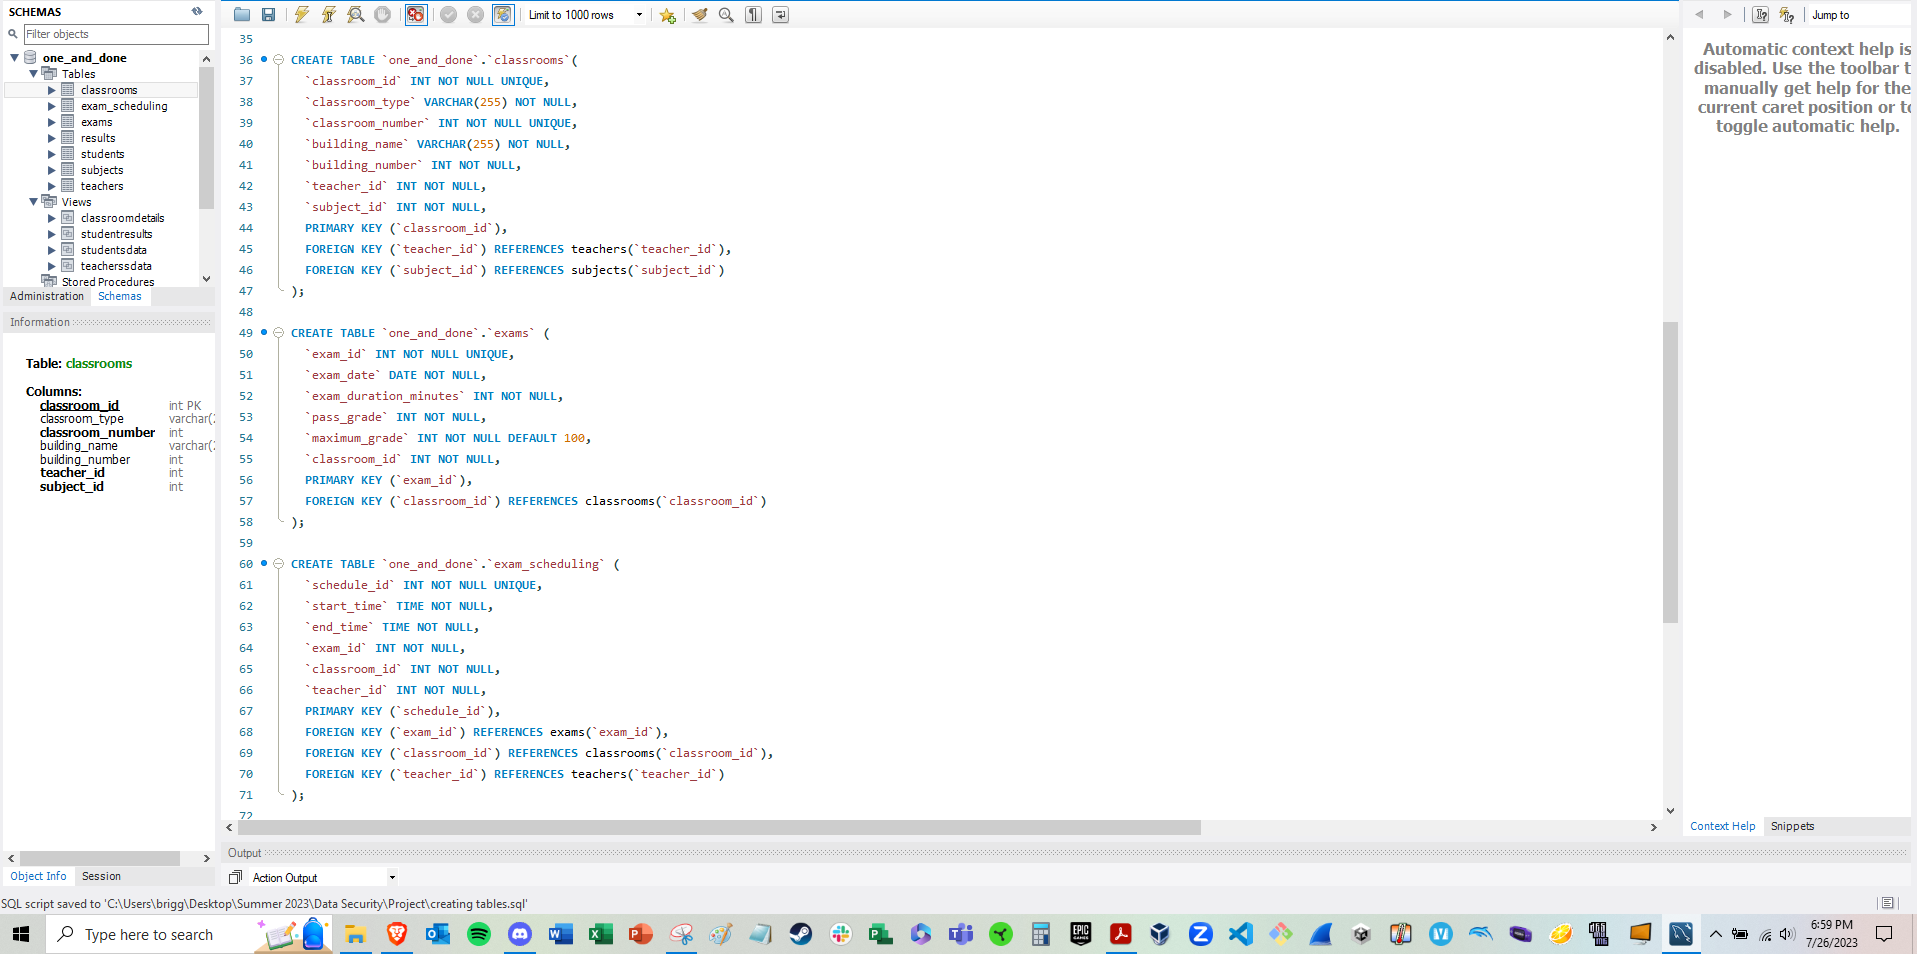 SCHEMAS
Filter objects
one_and_done
Tables
classrooms
exam_scheduling
exams
results
students
subjects
teachers
Views
classroomdetails
studentresults
studentsdata
teacherssdata
Stored Procedures
Administration Schemas
Information
Table: classrooms
Columns:
classroom_id int PK
classroom_type varchar(2
classroom_number int
building_name varchar(2
building_number int
teacher_id int
subject_id int
Object Info Session
Limit to 1000 rows
35
36 CREATE TABLE `one_and_done`.`classrooms`(
37 `classroom_id` INT NOT NULL UNIQUE,
38 `classroom_type` VARCHAR(255) NOT NULL,
39 `classroom_number` INT NOT NULL UNIQUE,
40 `building_name` VARCHAR(255) NOT NULL,
41 `building_number` INT NOT NULL,
42 `teacher_id` INT NOT NULL,
43 `subject_id` INT NOT NULL,
44 PRIMARY KEY (`classroom_id`),
45 FOREIGN KEY (`teacher_id`) REFERENCES teachers(`teacher_id`),
46 FOREIGN KEY (`subject_id`) REFERENCES subjects(`subject_id`)
47 );
48
49 CREATE TABLE `one_and_done`.`exams` (
50 `exam_id` INT NOT NULL UNIQUE,
51 `exam_date` DATE NOT NULL,
52 `exam_duration_minutes` INT NOT NULL,
53 `pass_grade` INT NOT NULL,
54 `maximum_grade` INT NOT NULL DEFAULT 100,
55 `classroom_id` INT NOT NULL,
56 PRIMARY KEY (`exam_id`),
57 FOREIGN KEY (`classroom_id`) REFERENCES classrooms(`classroom_id`)
58 );
59
60 CREATE TABLE `one_and_done`.`exam_scheduling` (
61 `schedule_id` INT NOT NULL UNIQUE,
62 `start_time` TIME NOT NULL,
63 `end_time` TIME NOT NULL,
64 `exam_id` INT NOT NULL,
65 `classroom_id` INT NOT NULL,
66 `teacher_id` INT NOT NULL,
67 PRIMARY KEY (`schedule_id`),
68 FOREIGN KEY (`exam_id`) REFERENCES exams(`exam_id`),
69 FOREIGN KEY (`classroom_id`) REFERENCES classrooms(`classroom_id`),
70 FOREIGN KEY (`teacher_id`) REFERENCES teachers(`teacher_id`)
71 );
72
Output
Action Output
Jump to
Automatic context help is
disabled. Use the toolbar t
manually get help for the
current caret position or to
toggle automatic help.
Context Help Snippets
SQL script saved to 'C:\Users\brigg\Desktop\Summer 2023\Data Security\Project\creating tables.sql'
Type here to search
6:59 PM
7/26/2023